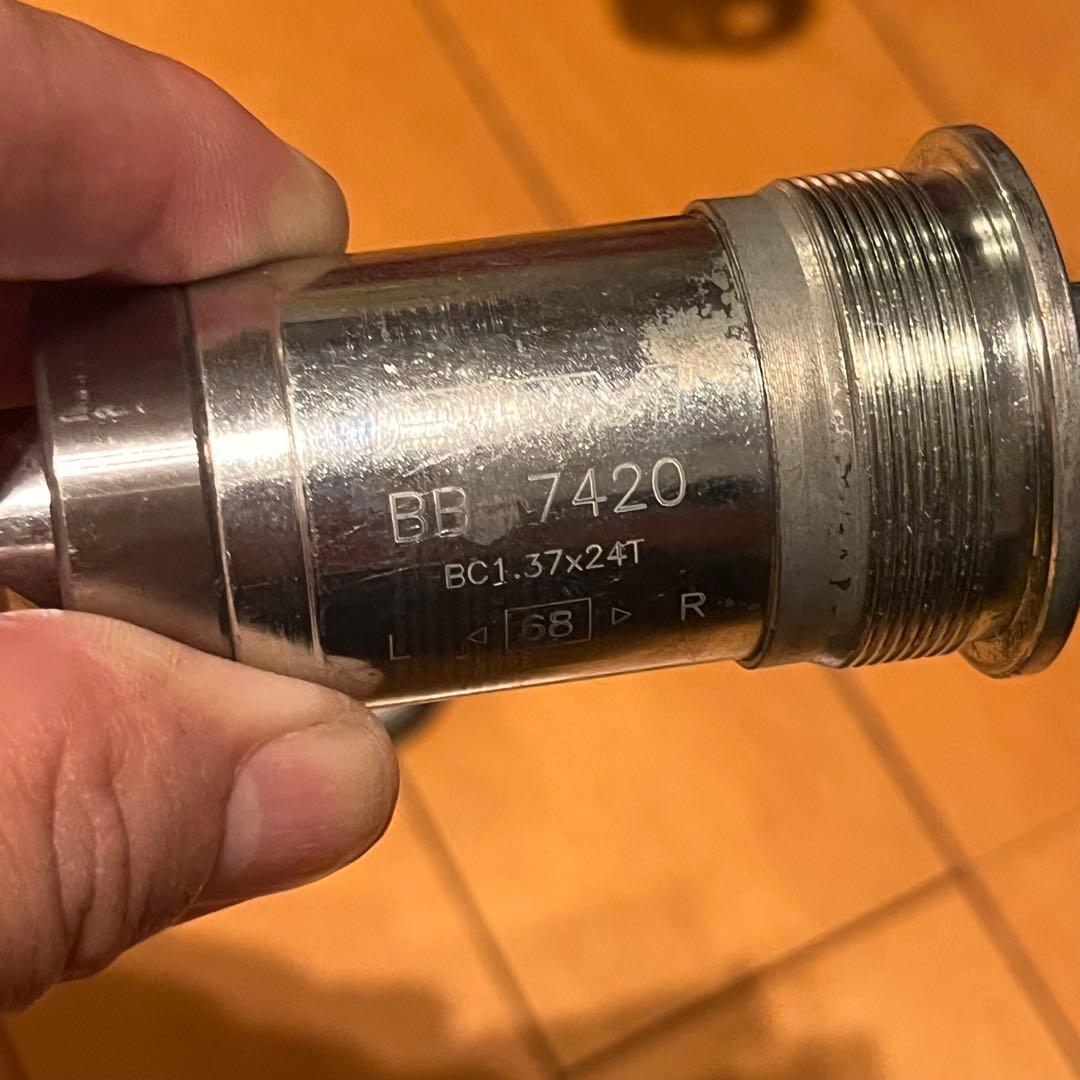 BB-7420
BC1.37x24T
L ◁ 68 ▷ R